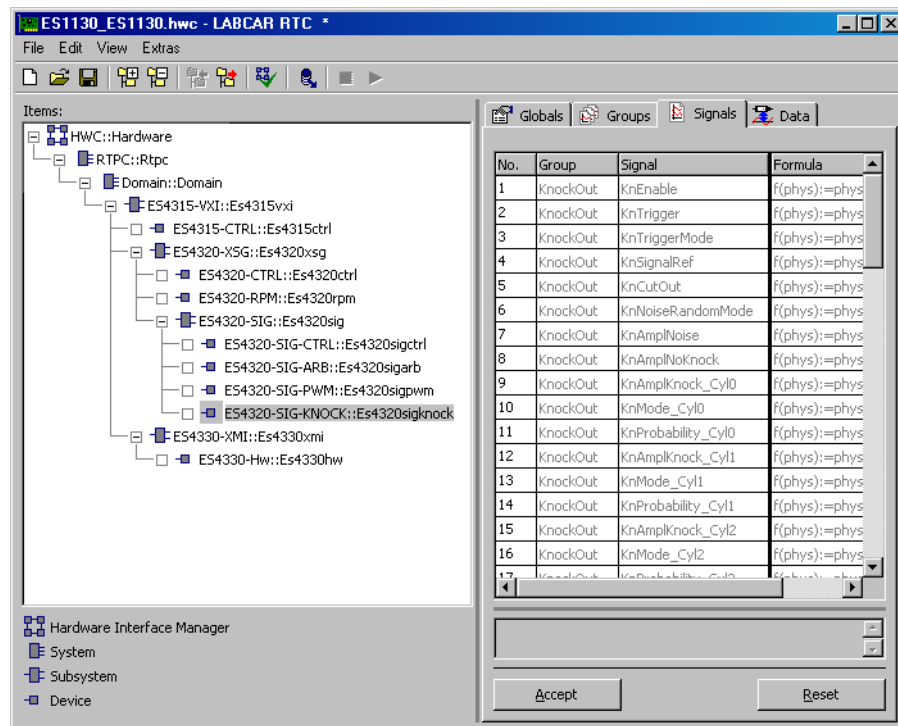 ES1130_ES1130.hwc - LABCAR RTC *
File Edit View Extras
Items:
HWC::Hardware
RTPC::Rtpc
Domain::Domain
ES4315-VXI::Es4315vxi
ES4315-CTRL::Es4315ctrl
ES4320-XSG::Es4320xsg
ES4320-CTRL::Es4320ctrl
ES4320-RPM::Es4320rpm
ES4320-SIG::Es4320sig
ES4320-SIG-CTRL::Es4320sigctrl
ES4320-SIG-ARB::Es4320sigarb
ES4320-SIG-PWM::Es4320sigpwm
ES4320-SIG-KNOCK::Es4320sigknock
ES4330-XMI::Es4330xmi
ES4330-Hw::Es4330hw
Hardware Interface Manager
System
Subsystem
Device
Globals Groups Signals Data
No. Group Signal Formula
1 KnockOut KnEnable f(phys):=phys
2 KnockOut KnTrigger f(phys):=phys
3 KnockOut KnTriggerMode f(phys):=phys
4 KnockOut KnSignalRef f(phys):=phys
5 KnockOut KnCutOut f(phys):=phys
6 KnockOut KnNoiseRandomMode f(phys):=phys
7 KnockOut KnAmplNoise f(phys):=phys
8 KnockOut KnAmplNoKnock f(phys):=phys
9 KnockOut KnAmplKnock_Cyl0 f(phys):=phys
10 KnockOut KnMode_Cyl0 f(phys):=phys
11 KnockOut KnProbability_Cyl0 f(phys):=phys
12 KnockOut KnAmplKnock_Cyl1 f(phys):=phys
13 KnockOut KnMode_Cyl1 f(phys):=phys
14 KnockOut KnProbability_Cyl1 f(phys):=phys
15 KnockOut KnAmplKnock_Cyl2 f(phys):=phys
16 KnockOut KnMode_Cyl2 f(phys):=phys
17 KnockOut KnProbability_Cyl2 f(phys):=phys
Accept Reset